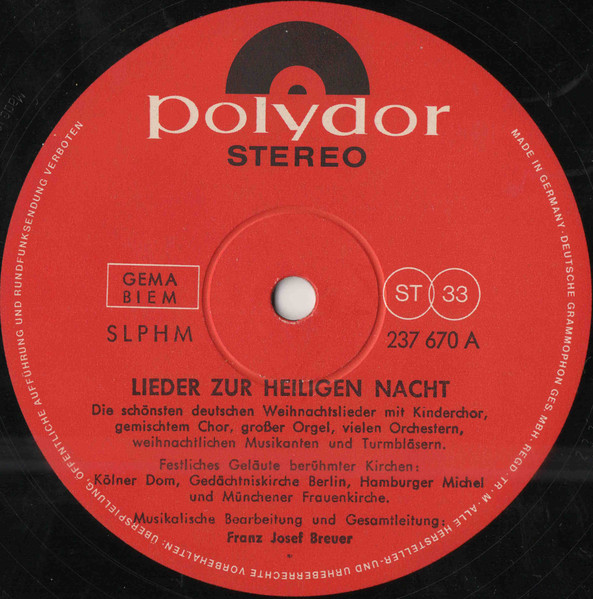 polydor
STEREO
GEMA
BIEM
SLPHM
ST 33
237 670 A
LIEDER ZUR HEILIGEN NACHT
Die schönsten deutschen Weihnachtslieder mit Kinderchor,
gemischtem Chor, großer Orgel, vielen Orchestern,
weihnachtlichen Musikanten und Turmbläsern.
Festliches Geläute berühmter Kirchen:
Kölner Dom, Gedächtniskirche Berlin, Hamburger Michel
und Münchener Frauenkirche.
Musikalische Bearbeitung und Gesamtleitung:
Franz Josef Breuer
MADE IN GERMANY · DEUTSCHE GRAMMOPHON GES. MBH · REGD. TR. M · ALLE HERSTELLER- UND URHEBERRECHTE VORBEHALTEN: ÜBERSPIELUNG, ÖFFENTLICHE AUFFÜHRUNG UND RUNDFUNKSENDUNG VERBOTEN